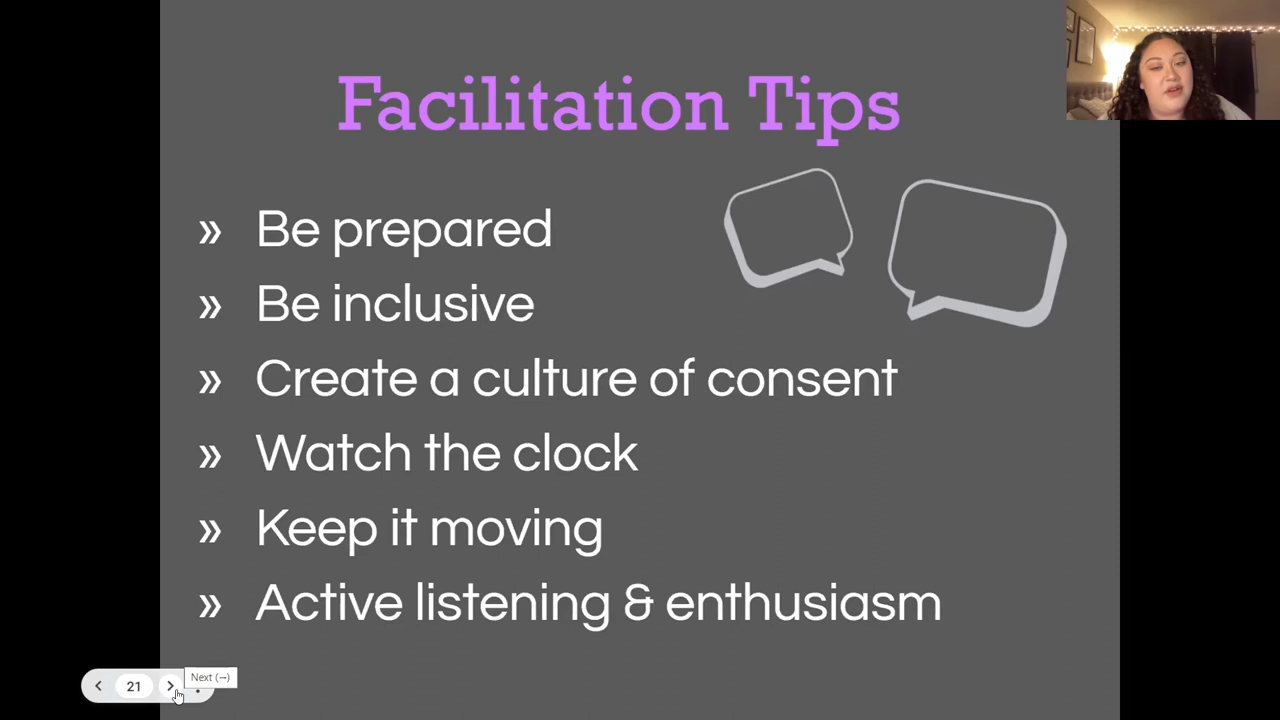 Facilitation Tips
» Be prepared
» Be inclusive
» Create a culture of consent
» Watch the clock
» Keep it moving
» Active listening & enthusiasm
21
Next (→)